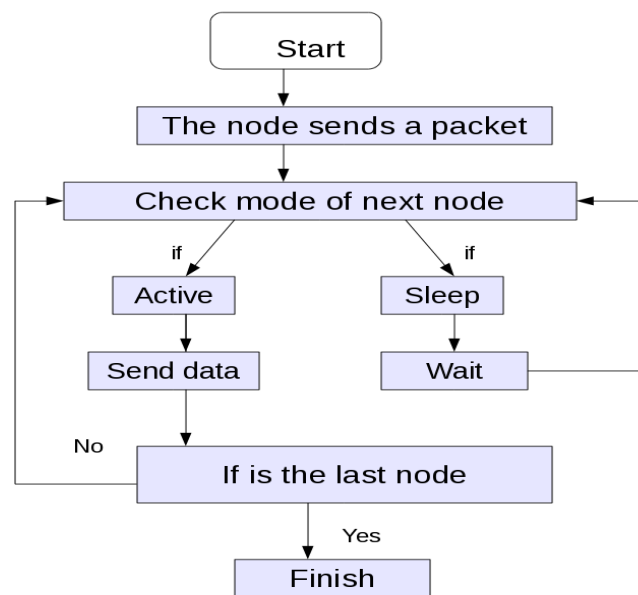 Start
The node sends a packet
Check mode of next node
if
if
Active
Sleep
Send data
Wait
No
If is the last node
Yes
Finish